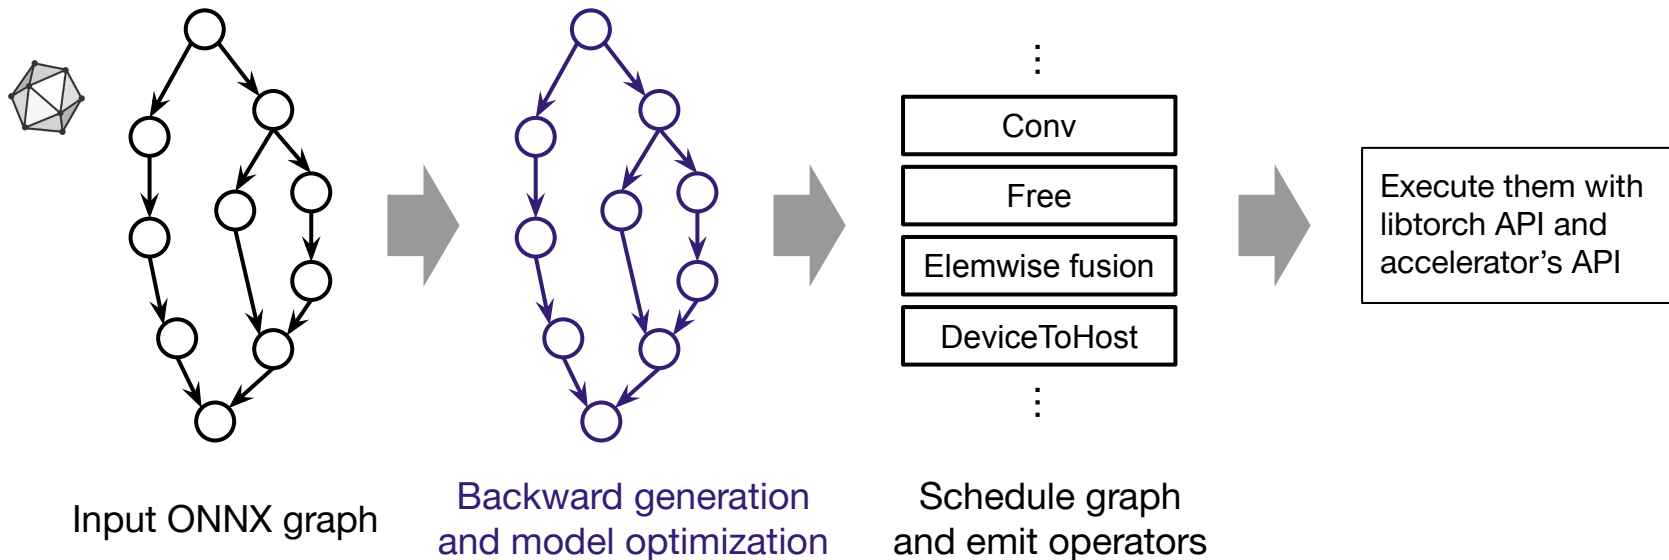 Conv
Free
Elemwise fusion
DeviceToHost
Execute them with
libtorch API and
accelerator's API
Input ONNX graph
Backward generation
and model optimization
Schedule graph
and emit operators